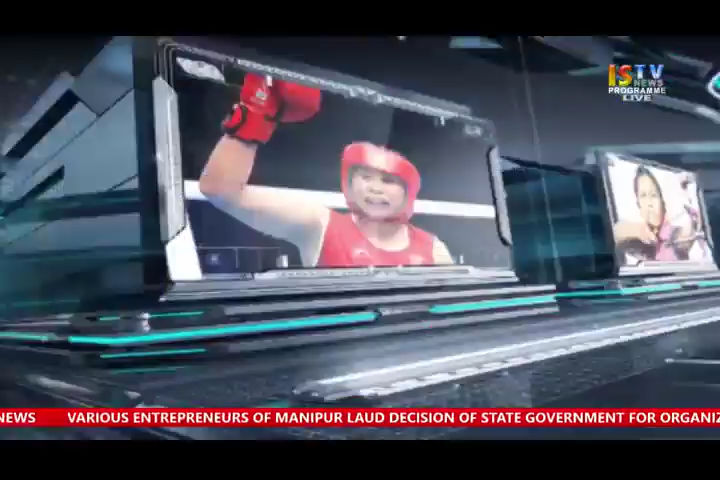 ISTV
NEWS
PROGRAMME
LIVE
NEWS VARIOUS ENTREPRENEURS OF MANIPUR LAUD DECISION OF STATE GOVERNMENT FOR ORGANIZ